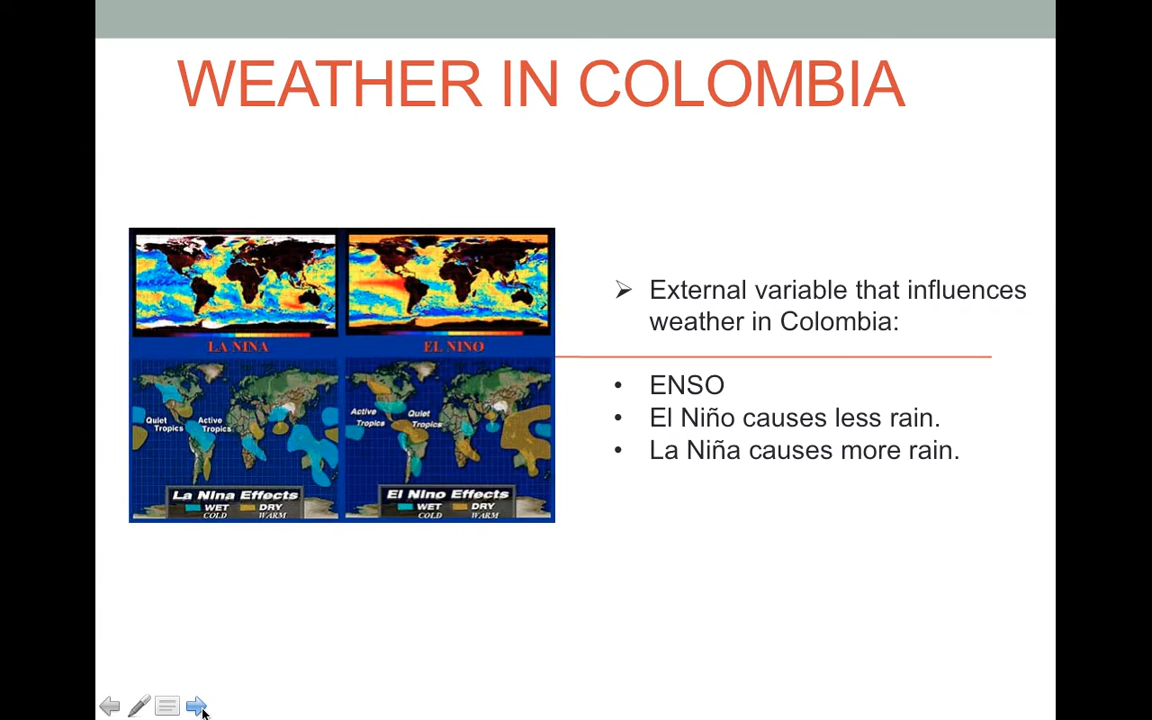 WEATHER IN COLOMBIA
LA NINA
EL NINO
Quiet
Tropics
Active
Tropics
Active
Tropics
Quiet
Tropics
La Nina Effects
WET DRY
COLD WARM
El Nino Effects
WET DRY
COLD WARM
➢ External variable that influences
weather in Colombia:
• ENSO
• El Niño causes less rain.
• La Niña causes more rain.